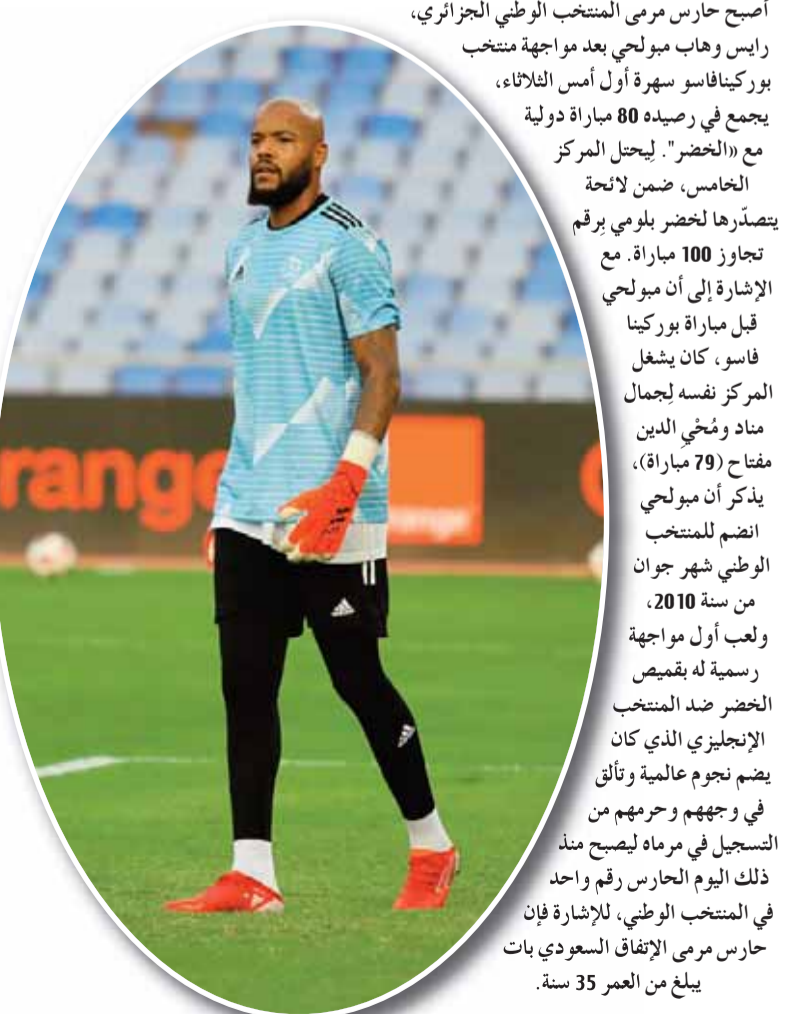 أصبح حارس مرمى المنتخب الوطني الجزائري،
رايس وهاب مبولحي بعد مواجهة منتخب
بوركينافاسو سهرة أول أمس الثلاثاء،
يجمع في رصيده 80 مباراة دولية
مع «الخضر". لِيحتل المركز
الخامس، ضمن لائحة
يتصدّرها لخضر بلومي بِرقم
تجاوز 100 مباراة. مع
الإشارة إلى أن مبولحي
قبل مباراة بوركينا
فاسو، كان يشغل
المركز نفسه لِجمال
مناد ومُحْيِ الدين
مفتاح (79 مباراة)،
يذكر أن مبولحي
انضم للمنتخب
الوطني شهر جوان
من سنة 2010،
ولعب أول مواجهة
رسمية له بقميص
الخضر ضد المنتخب
الإنجليزي الذي كان
يضم نجوم عالمية وتألق
في وجههم وحرمهم من
التسجيل في مرماه ليصبح منذ
ذلك اليوم الحارس رقم واحد
في المنتخب الوطني، للإشارة فإن
حارس مرمى الإتفاق السعودي بات
يبلغ من العمر 35 سنة.
range
orange